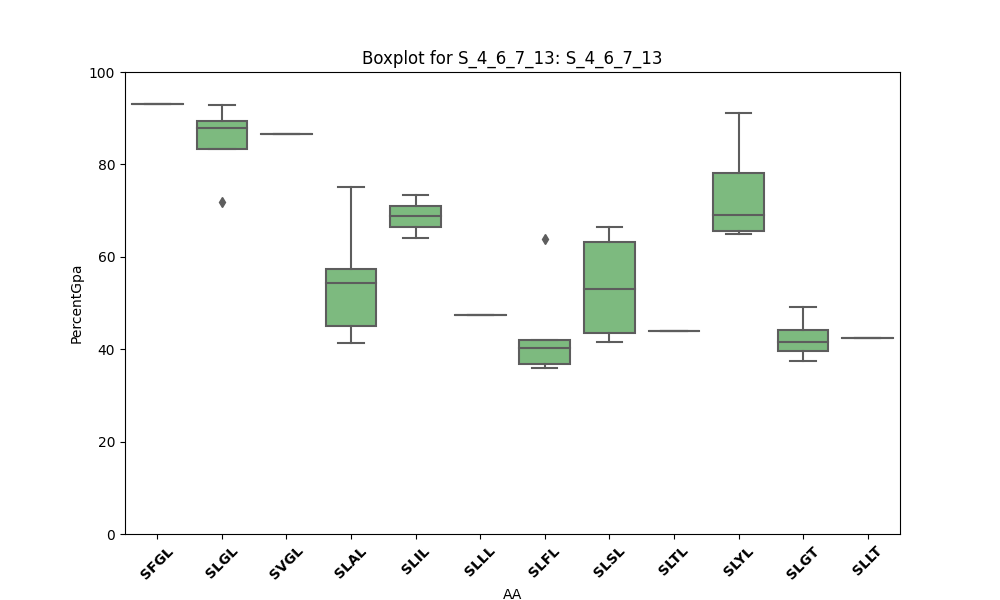 Boxplot for S_4_6_7_13: S_4_6_7_13
100
80
60
40
20
0
PercentGpa
SFGL SLGL SVGL SLAL SLIL SLLL SLFL SLSL SLTL SLYL SLGT SLLT
AA